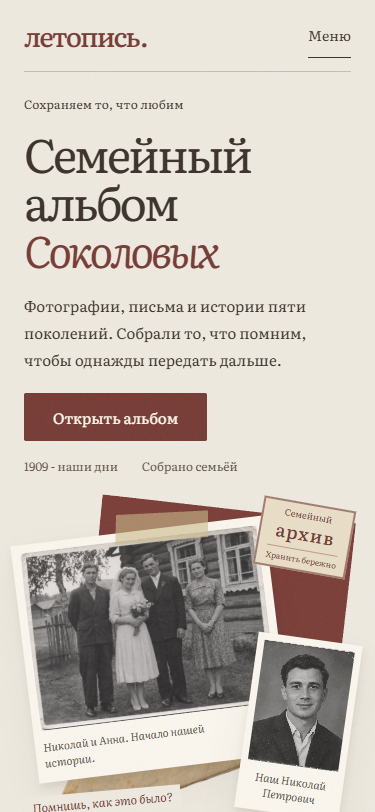 летопись.
Меню
Сохраняем то, что любим
Семейный
альбом
Соколовых
Фотографии, письма и истории пяти
поколений. Собрали то, что помним,
чтобы однажды передать дальше.
Открыть альбом
1909 - наши дни
Собрано семьёй
Семейный
архив
Хранить бережно
Николай и Анна. Начало нашей
истории.
Наш Николай
Петрович
Помнишь, как это было?